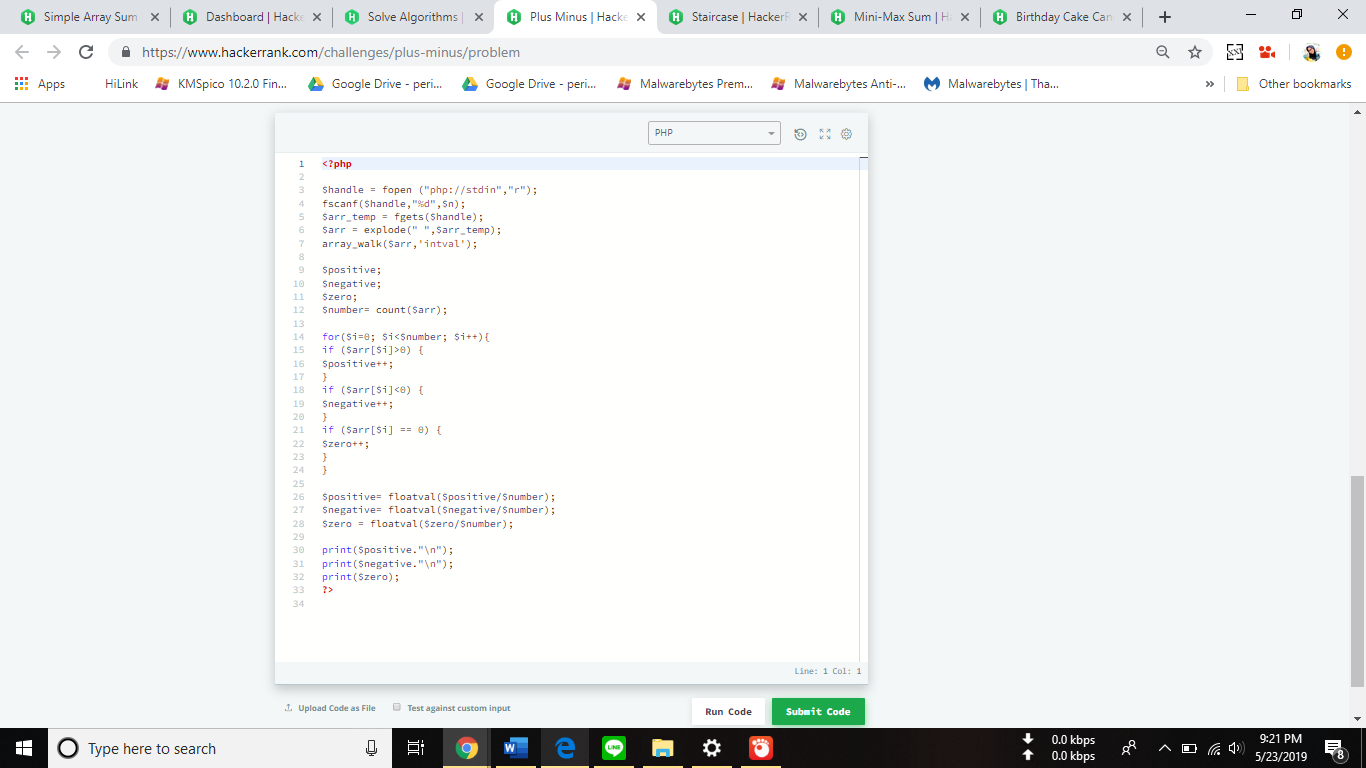 Simple Array Sum
Dashboard | Hacke
Solve Algorithms |
Plus Minus | Hacke
Staircase | HackerR
Mini-Max Sum | Ha
Birthday Cake Can
https://www.hackerrank.com/challenges/plus-minus/problem
Apps
HiLink
KMSpico 10.2.0 Fin...
Google Drive - peri...
Google Drive - peri...
Malwarebytes Prem...
Malwarebytes Anti-...
Malwarebytes | Tha...
»
Other bookmarks
PHP
1 <?php
2
3 $handle = fopen ("php://stdin","r");
4 fscanf($handle,"%d",$n);
5 $arr_temp = fgets($handle);
6 $arr = explode(" ",$arr_temp);
7 array_walk($arr,'intval');
8
9 $positive;
10 $negative;
11 $zero;
12 $number= count($arr);
13
14 for($i=0; $i<$number; $i++){
15 if ($arr[$i]>0) {
16 $positive++;
17 }
18 if ($arr[$i]<0) {
19 $negative++;
20 }
21 if ($arr[$i] == 0) {
22 $zero++;
23 }
24 }
25
26 $positive= floatval($positive/$number);
27 $negative= floatval($negative/$number);
28 $zero = floatval($zero/$number);
29
30 print($positive."\n");
31 print($negative."\n");
32 print($zero);
33 ?>
34
Line: 1 Col: 1
Upload Code as File
Test against custom input
Run Code
Submit Code
Type here to search
0.0 kbps
0.0 kbps
9:21 PM
5/23/2019
8